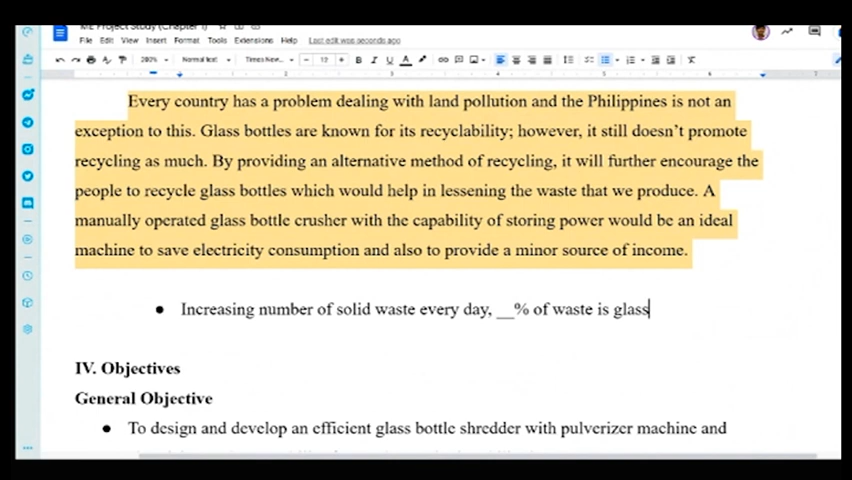 ME Project Study (Chapter 1)
File Edit View Insert Format Tools Extensions Help Last edit was seconds ago
200% Normal text Times New... 12 B I U A
Every country has a problem dealing with land pollution and the Philippines is not an
exception to this. Glass bottles are known for its recyclability; however, it still doesn't promote
recycling as much. By providing an alternative method of recycling, it will further encourage the
people to recycle glass bottles which would help in lessening the waste that we produce. A
manually operated glass bottle crusher with the capability of storing power would be an ideal
machine to save electricity consumption and also to provide a minor source of income.
● Increasing number of solid waste every day, __% of waste is glass
IV. Objectives
General Objective
● To design and develop an efficient glass bottle shredder with pulverizer machine and